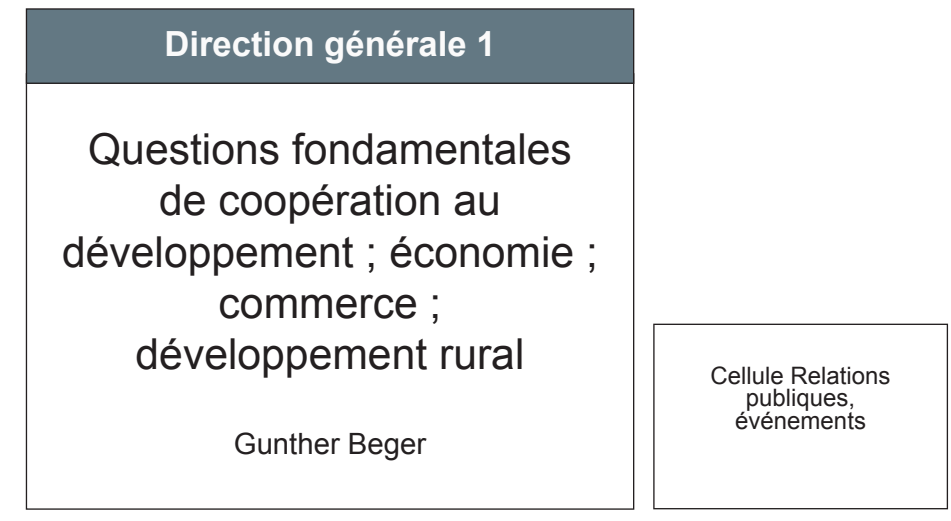 Direction générale 1
Questions fondamentales
de coopération au
développement ; économie ;
commerce ;
développement rural
Gunther Beger
Cellule Relations
publiques,
événements